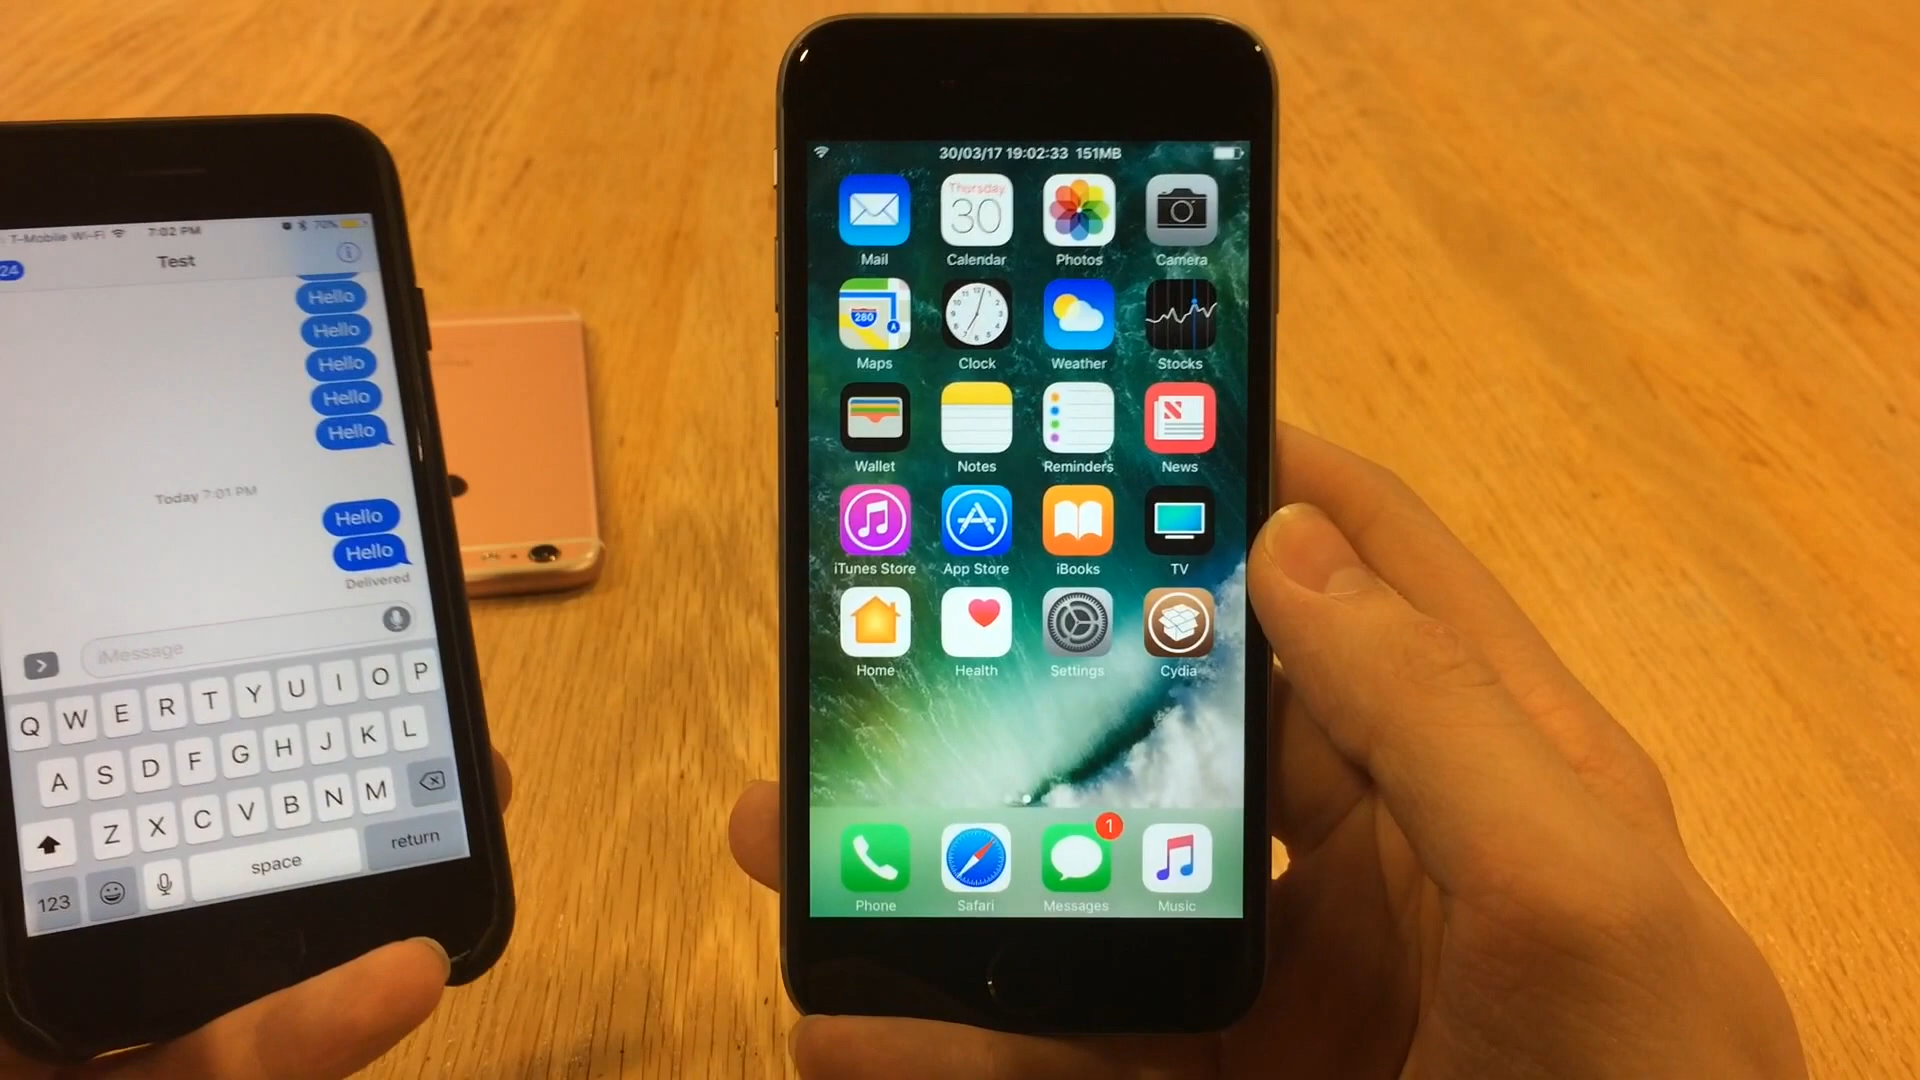 T-Mobile Wi-Fi 7:02 PM 70%
24 Test
Hello
Hello
Hello
Hello
Hello
Today 7:01 PM
Hello
Hello
Delivered
iMessage
Q W E R T Y U I O P
A S D F G H J K L
Z X C V B N M
123 space return
30/03/17 19:02:33 151MB
Thursday
30
Mail Calendar Photos Camera
280
Maps Clock Weather Stocks
Wallet Notes Reminders News
iTunes Store App Store iBooks TV
Home Health Settings Cydia
1
Phone Safari Messages Music